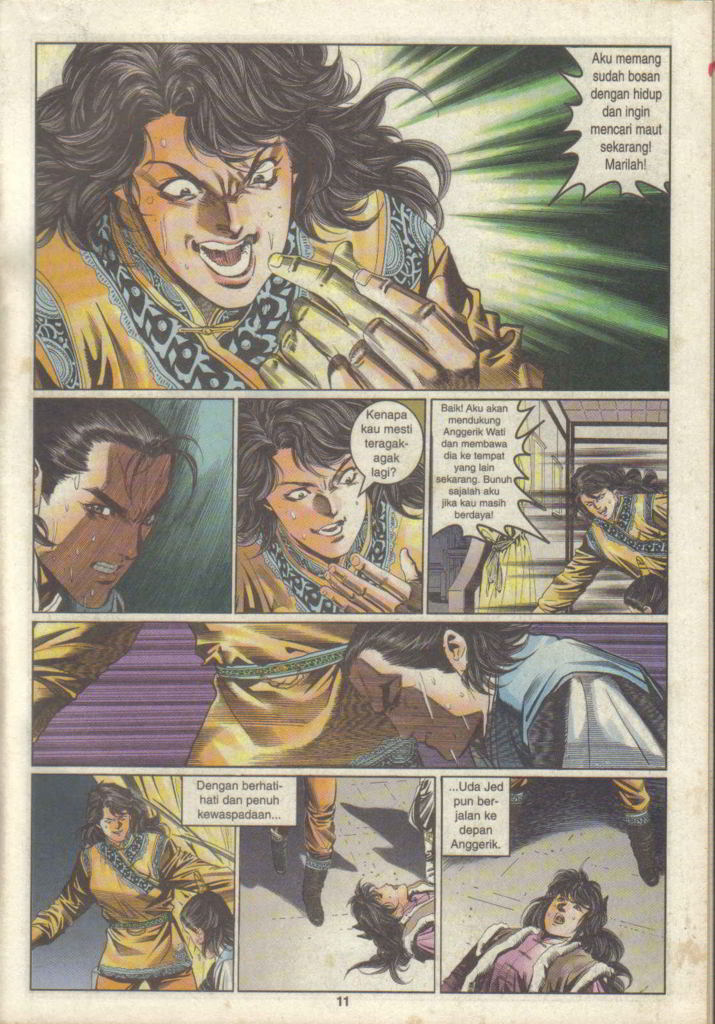 Aku memang
sudah bosan
dengan hidup
dan ingin
mencari maut
sekarang!
Marilah!
Kenapa
kau mesti
teragak-
agak
lagi?
Baik! Aku akan
mendukung
Anggerik Wati
dan membawa
dia ke tempat
yang lain
sekarang. Bunuh
sajalah aku
jika kau masih
berdaya!
Dengan berhati-
hati dan penuh
kewaspadaan...
...Uda Jed
pun ber-
jalan ke
depan
Anggerik.
11